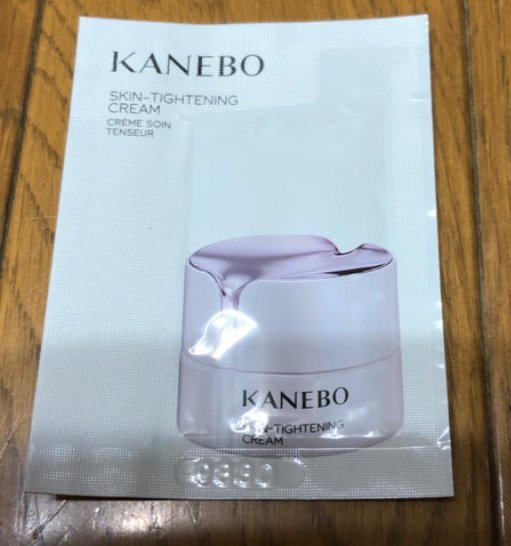 KANEBO
SKIN-TIGHTENING
CREAM
CRÈME SOIN
TENSEUR
KANEBO
SKIN-TIGHTENING
CREAM